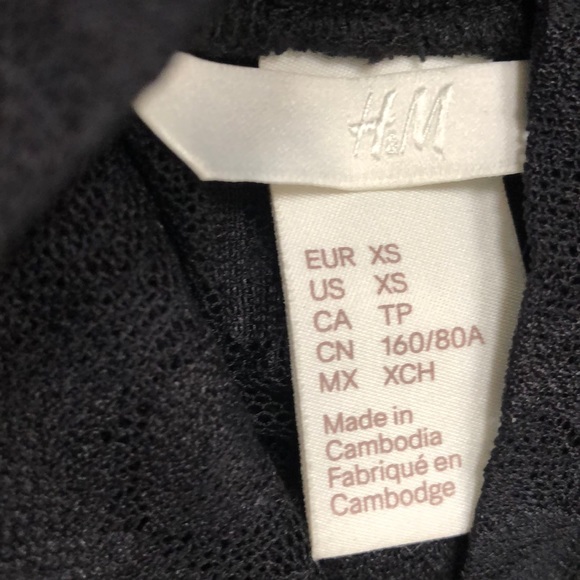 H&M
EUR XS
US XS
CA TP
CN 160/80A
MX XCH
Made in
Cambodia
Fabriqué en
Cambodge